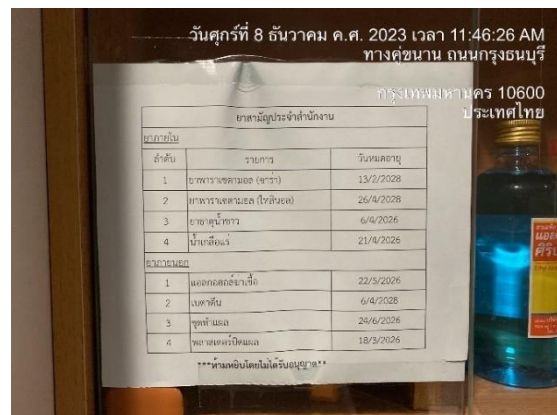 วันศุกร์ที่ 8 ธันวาคม ค.ศ. 2023 เวลา 11:46:26 AM
ทางคู่ขนาน ถนนกรุงธนบุรี
กรุงเทพมหานคร 10600
ประเทศไทย
ยาสามัญประจำสำนักงาน
ยาภายใน
ลำดับ รายการ วันหมดอายุ
1 ยาพาราเซตามอล (ซาร่า) 13/2/2028
2 ยาพาราเซตามอล (ไทลินอล) 26/4/2028
3 ยาธาตุน้ำขาว 6/4/2026
4 น้ำเกลือแร่ 21/4/2026
ยาภายนอก
1 แอลกอฮอล์ฆ่าเชื้อ 22/5/2026
2 เบตาดีน 6/4/2028
3 ชุดทำแผล 24/6/2026
4 พลาสเตอร์ปิดแผล 18/3/2026
***ห้ามหยิบโดยไม่ได้รับอนุญาต**